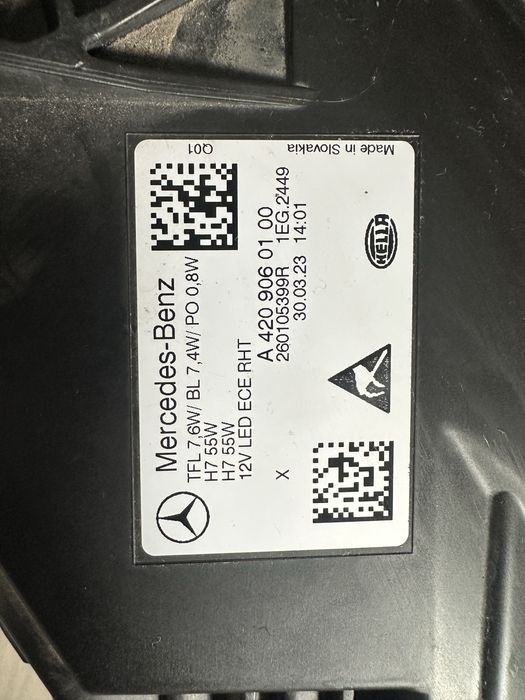 Mercedes-Benz
TFL 7,6W/ BL 7,4W/ PO 0,8W
H7 55W
H7 55W
12V LED ECE RHT
A 420 906 01 00
260105399R 1EG.2449
30.03.23 14:01
X
HELLA
Q01
Made in Slovakia